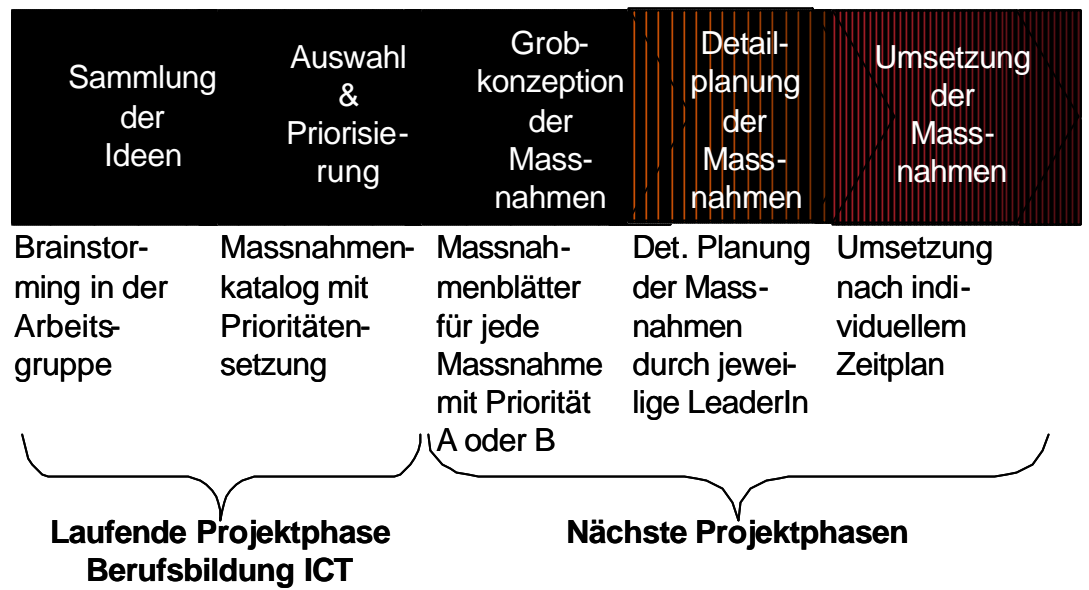 Sammlung
der
Ideen
Auswahl
&
Priorisie-
rung
Grob-
konzeption
der
Mass-
nahmen
Detail-
planung
der
Mass-
nahmen
Umsetzung
der
Mass-
nahmen
Brainstor-
ming in der
Arbeits-
gruppe
Massnahmen-
katalog mit
Prioritäten-
setzung
Massnah-
menblätter
für jede
Massnahme
mit Priorität
A oder B
Det. Planung
der Mass-
nahmen
durch jewei-
lige LeaderIn
Umsetzung
nach indi-
viduellem
Zeitplan
Laufende Projektphase
Berufsbildung ICT
Nächste Projektphasen